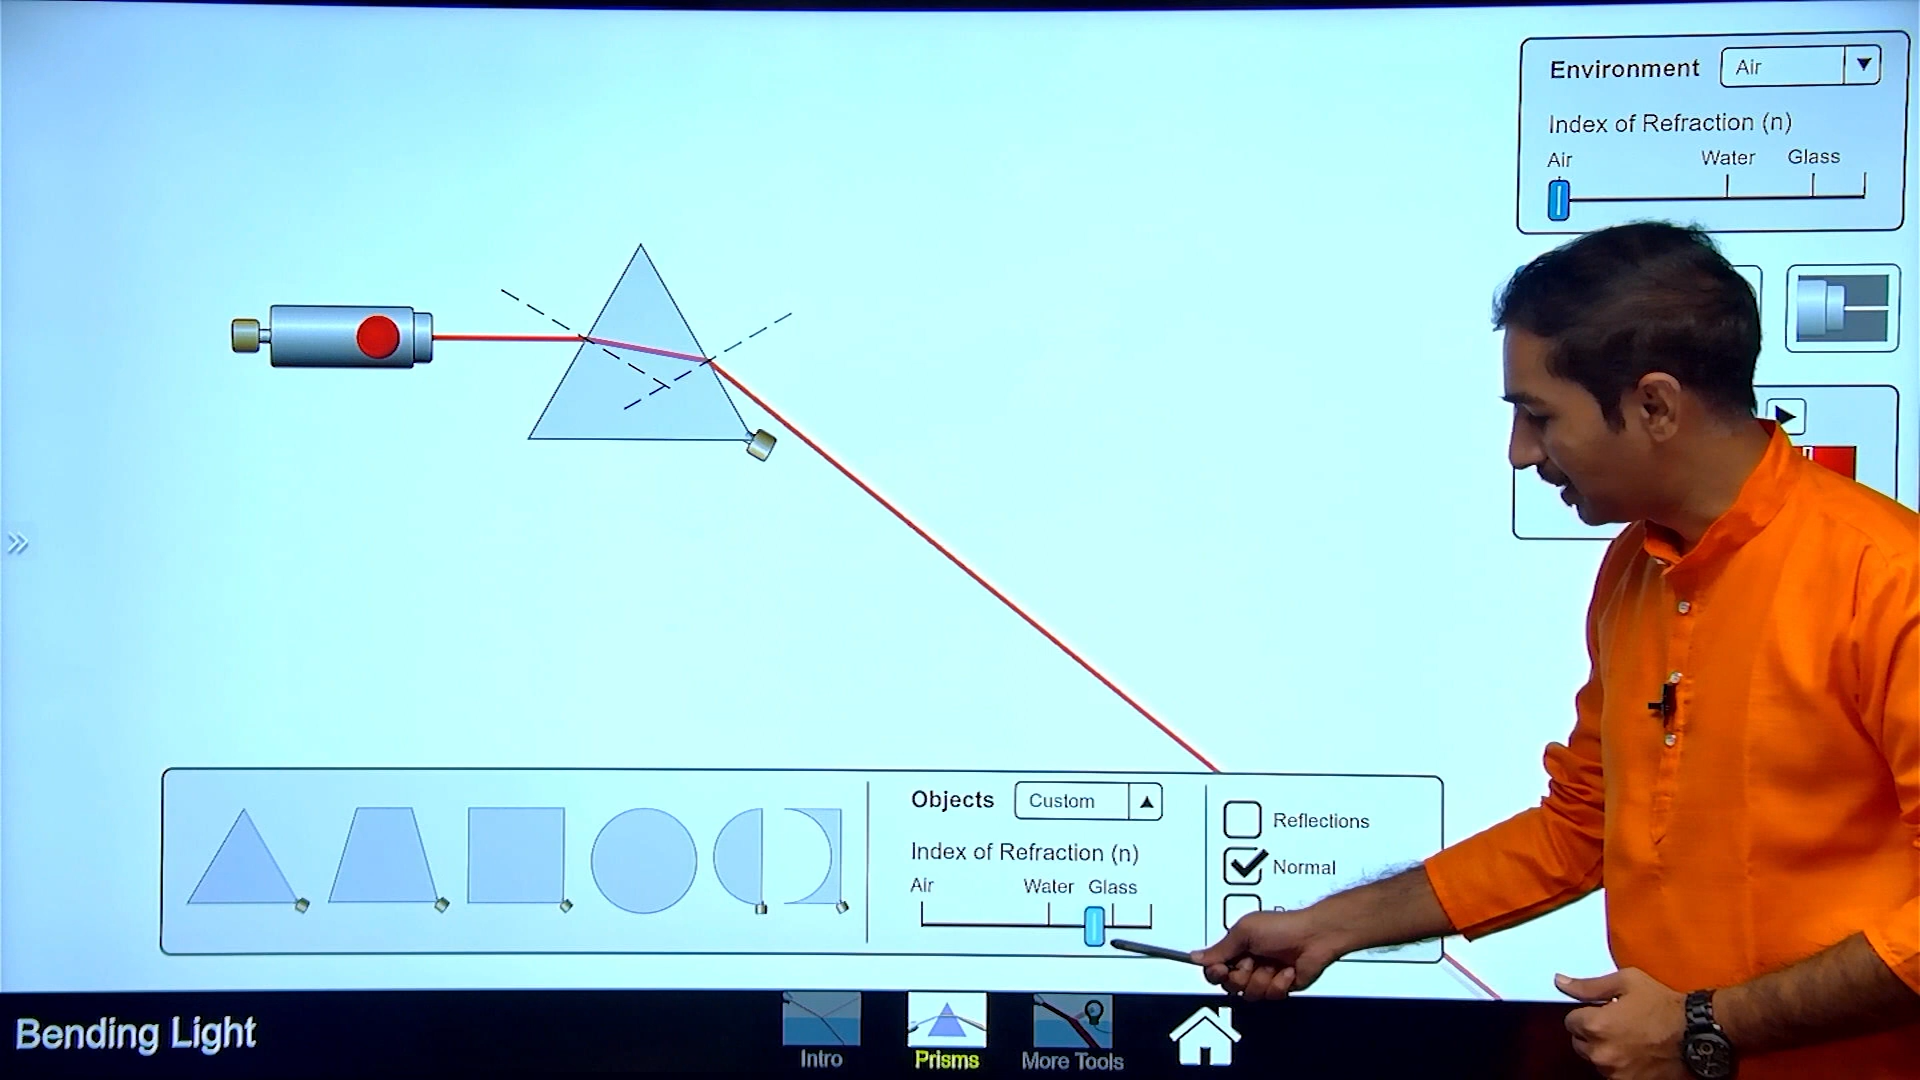 Environment Air
Index of Refraction (n)
Air Water Glass
Objects Custom
Index of Refraction (n)
Air Water Glass
Reflections
Normal
Bending Light
Intro
Prisms
More Tools